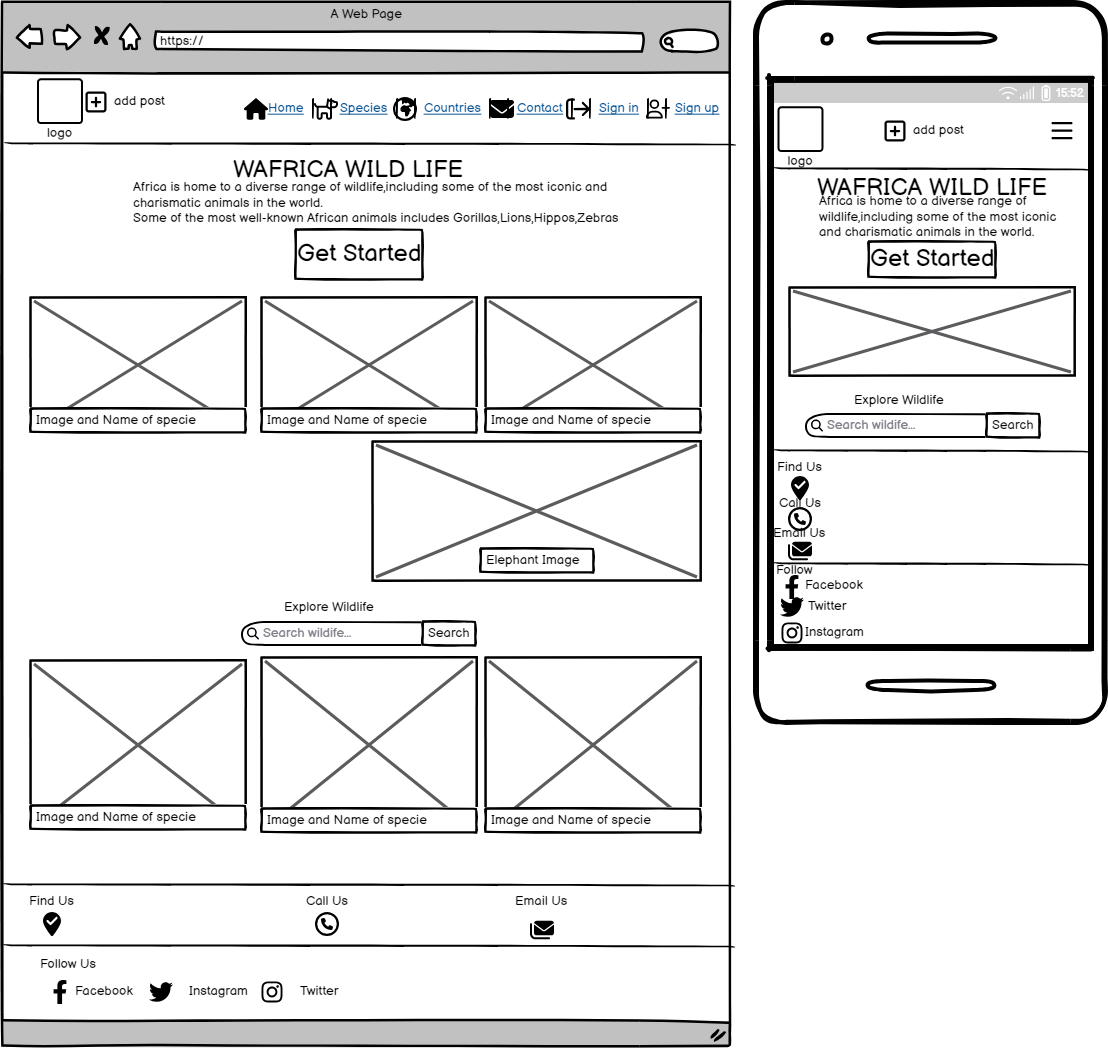 A Web Page
https://
add post
Home Species Countries Contact Sign in Sign up
logo
WAFRICA WILD LIFE
Africa is home to a diverse range of wildlife,including some of the most iconic and
charismatic animals in the world.
Some of the most well-known African animals includes Gorillas,Lions,Hippos,Zebras
Get Started
Image and Name of specie
Image and Name of specie
Image and Name of specie
Elephant Image
Explore Wildlife
Search wildife...
Search
Image and Name of specie
Image and Name of specie
Image and Name of specie
Find Us
Call Us
Email Us
Follow Us
Facebook
Instagram
Twitter
15:52
add post
logo
WAFRICA WILD LIFE
Africa is home to a diverse range of
wildlife,including some of the most iconic
and charismatic animals in the world.
Get Started
Explore Wildlife
Search wildife...
Search
Find Us
Call Us
Email Us
Follow
Facebook
Twitter
Instagram